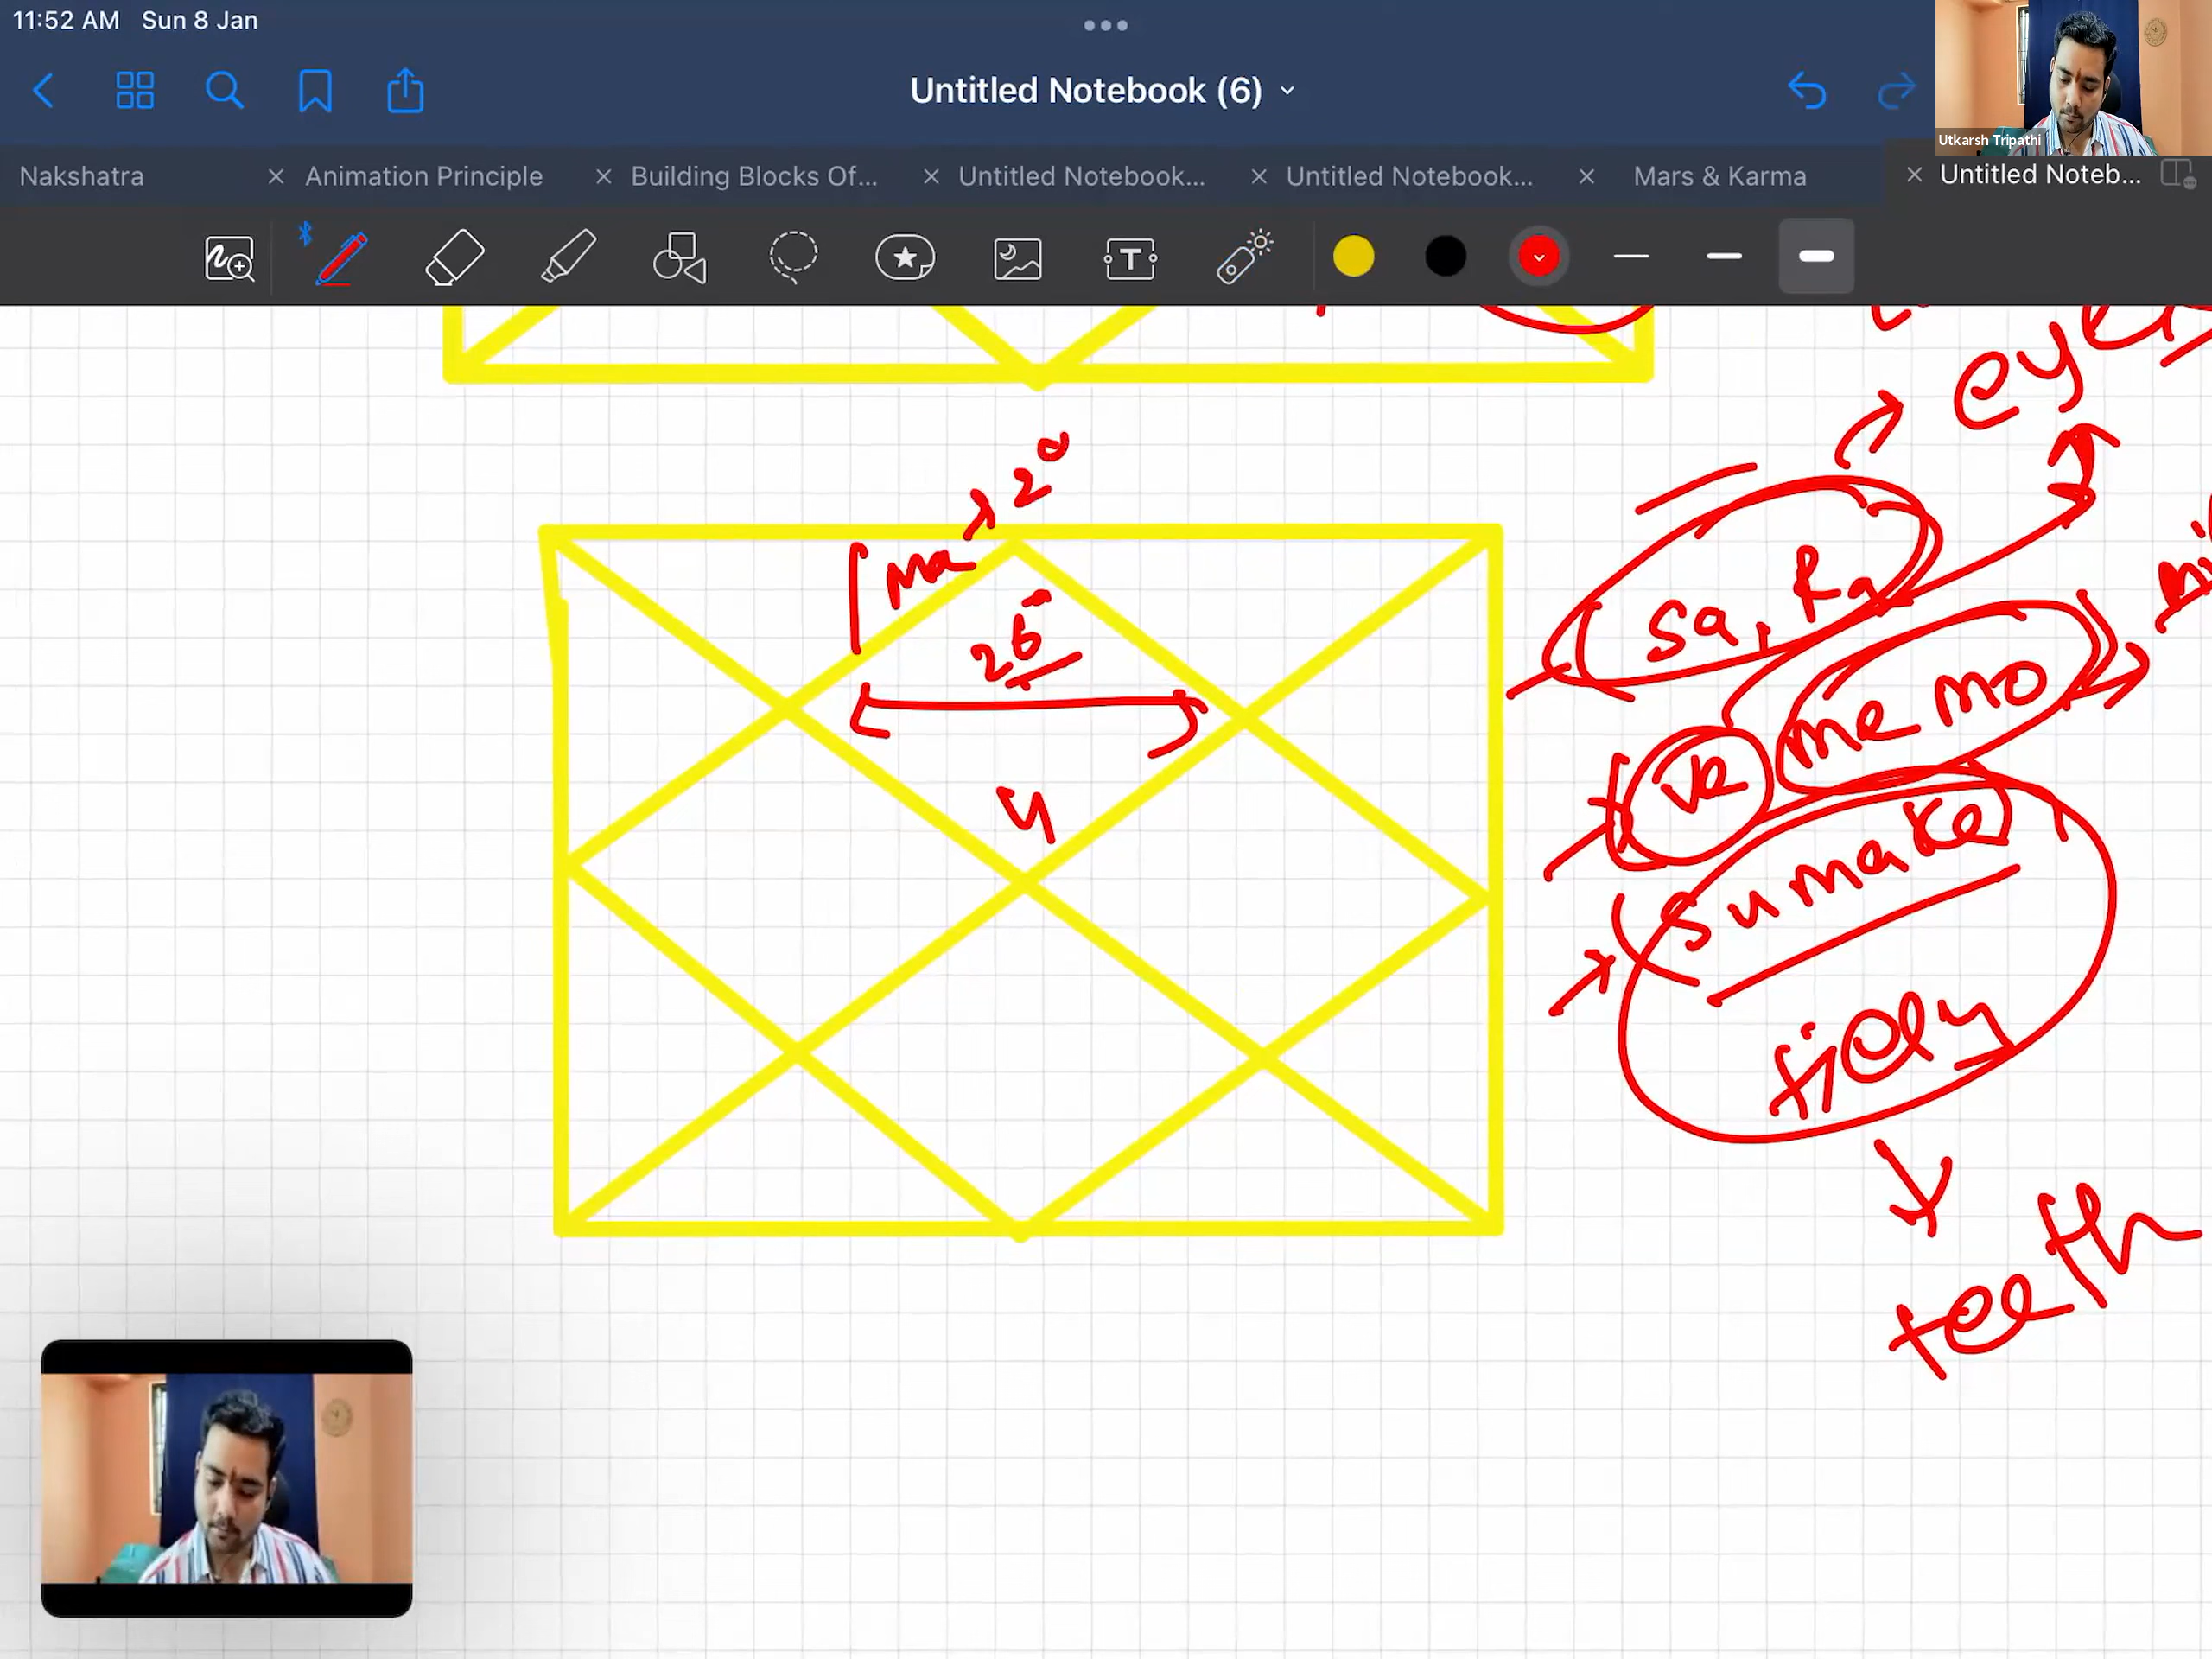 11:52 AM Sun 8 Jan
Untitled Notebook (6)
Utkarsh Tripathi
Nakshatra
Animation Principle
Building Blocks Of...
Untitled Notebook...
Untitled Notebook...
Mars & Karma
Untitled Noteb...
T
2°
Ma
26
4
Sa, Ra
Ve
me mo
Su ma Ke
fiery
teeth